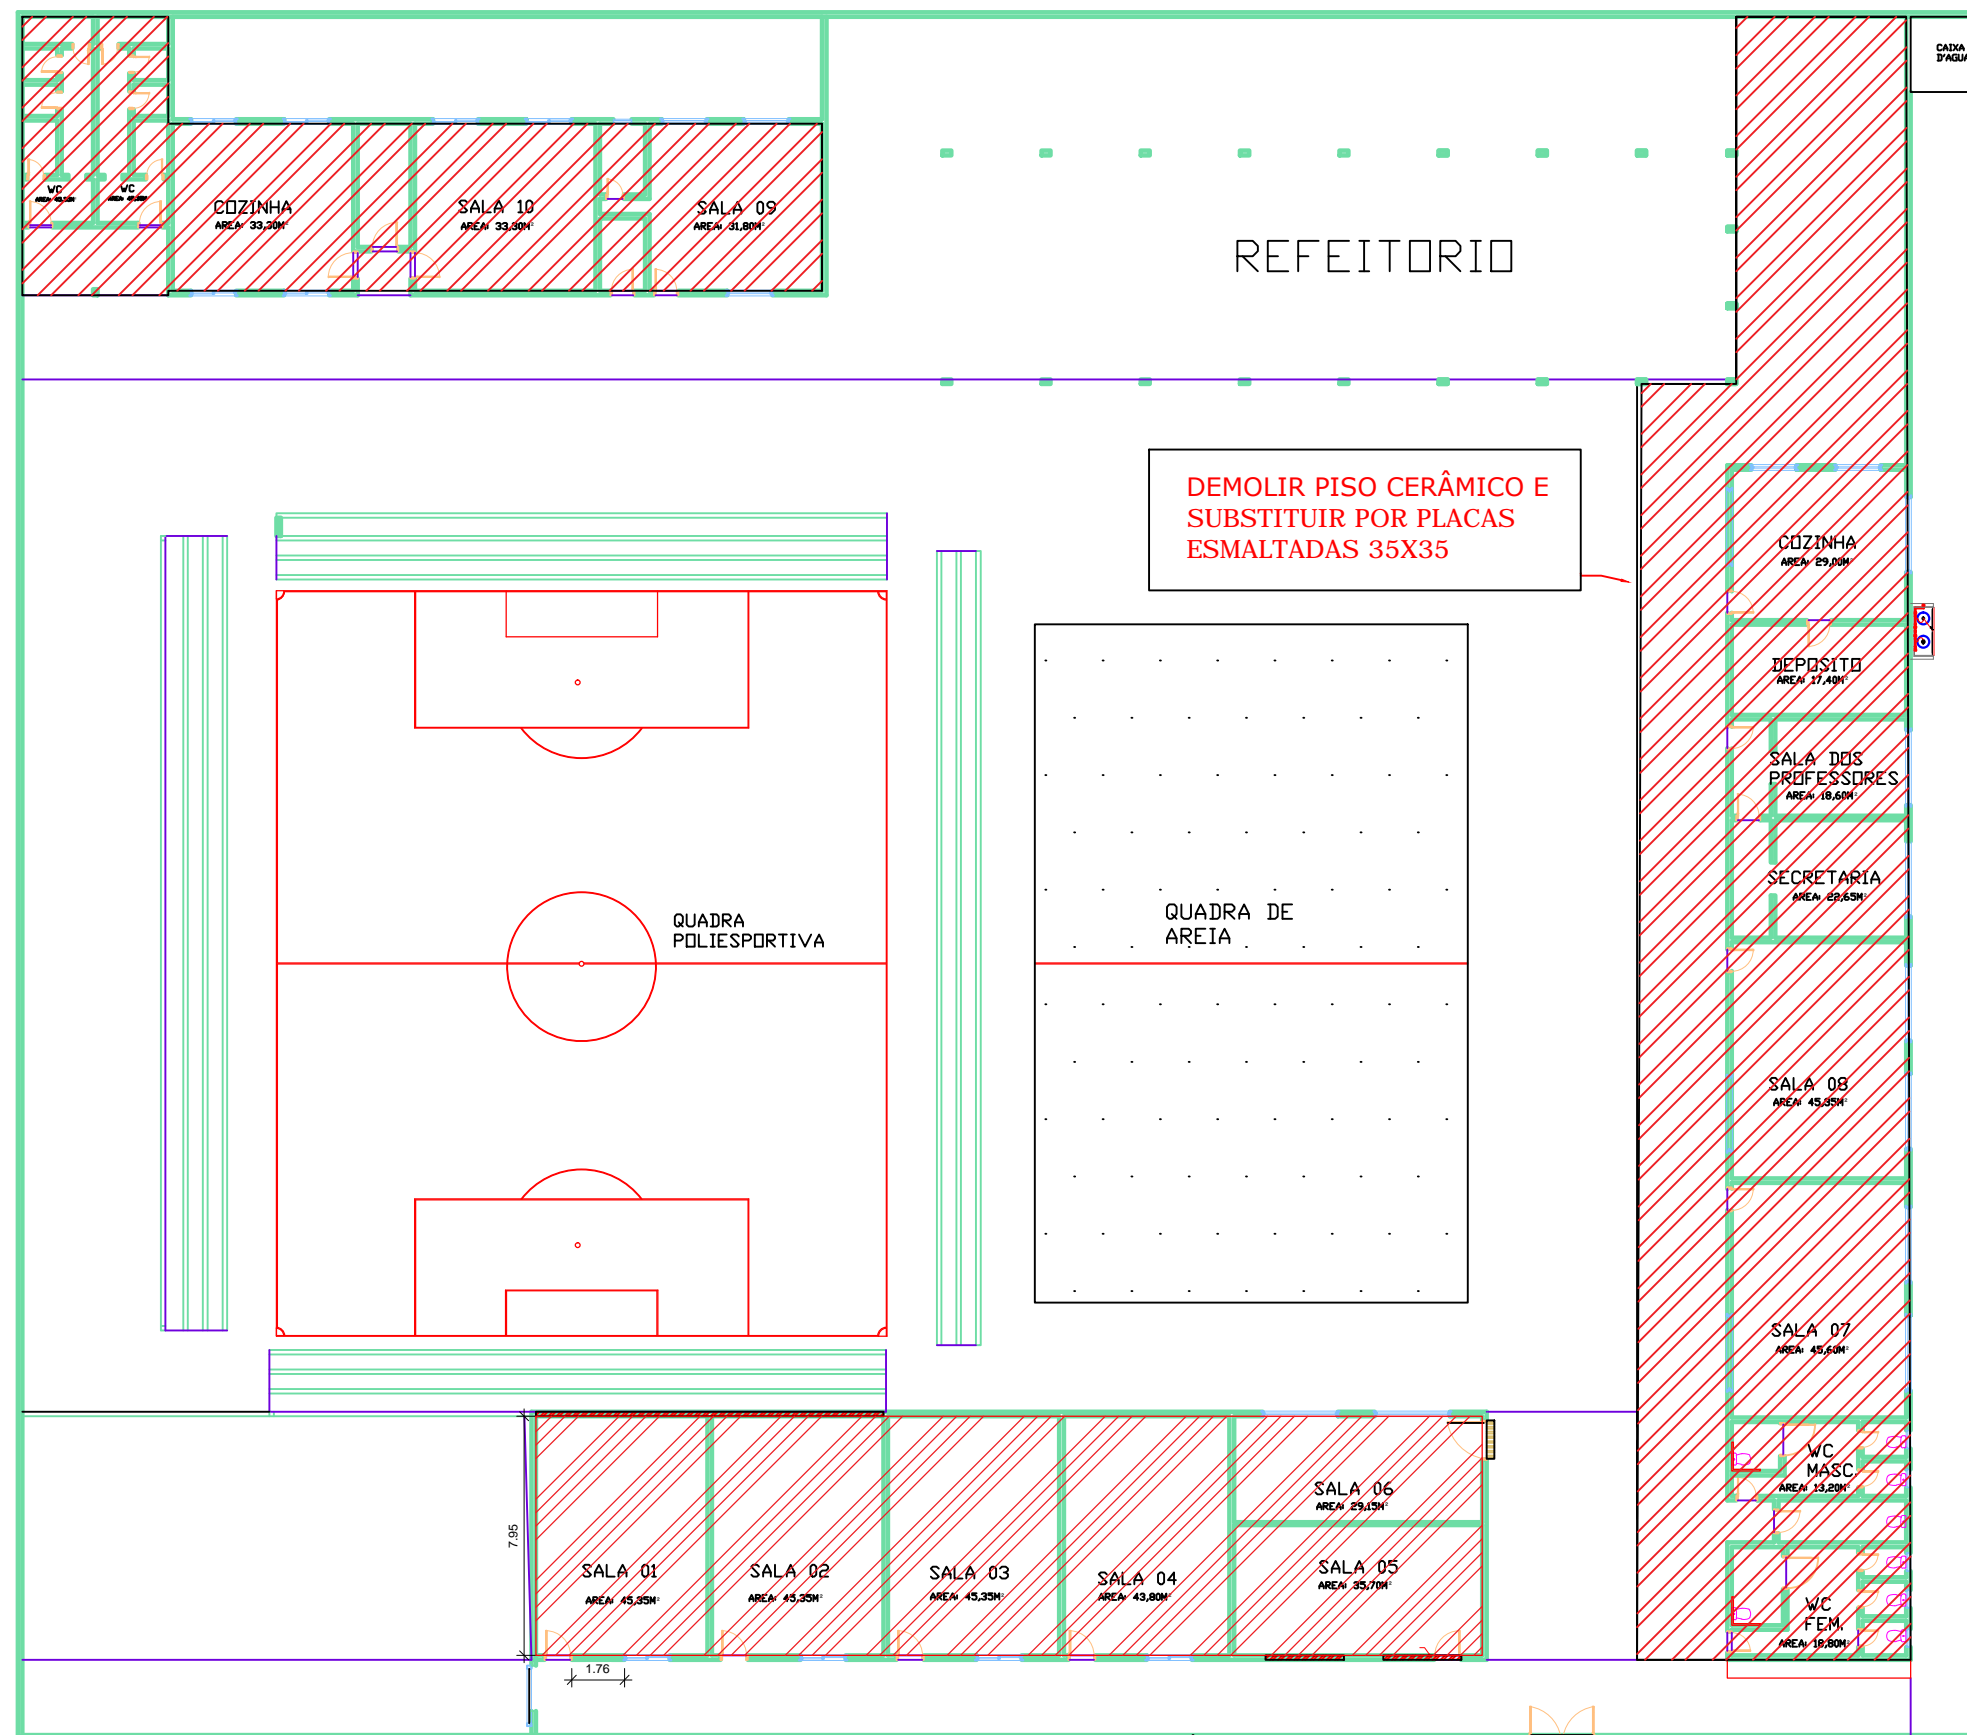 CAIXA
D'AGUA
WC
WC
COZINHA
AREA: 33,30M²
SALA 10
AREA: 33,30M²
SALA 09
AREA: 31,80M²
REFEITORIO
DEMOLIR PISO CERÂMICO E
SUBSTITUIR POR PLACAS
ESMALTADAS 35X35
COZINHA
AREA: 29,00M²
DEPOSITO
AREA: 17,40M²
SALA DOS
PROFESSORES
AREA: 18,60M²
SECRETARIA
AREA: 22,65M²
QUADRA
POLIESPORTIVA
QUADRA DE
AREIA
SALA 08
AREA: 45,35M²
SALA 07
AREA: 45,60M²
WC
MASC.
AREA: 13,20M²
SALA 06
AREA: 29,15M²
SALA 05
AREA: 35,70M²
SALA 01
AREA: 45,35M²
SALA 02
AREA: 45,35M²
SALA 03
AREA: 45,35M²
SALA 04
AREA: 43,80M²
WC
FEM.
AREA: 18,80M²
7.95
1.76